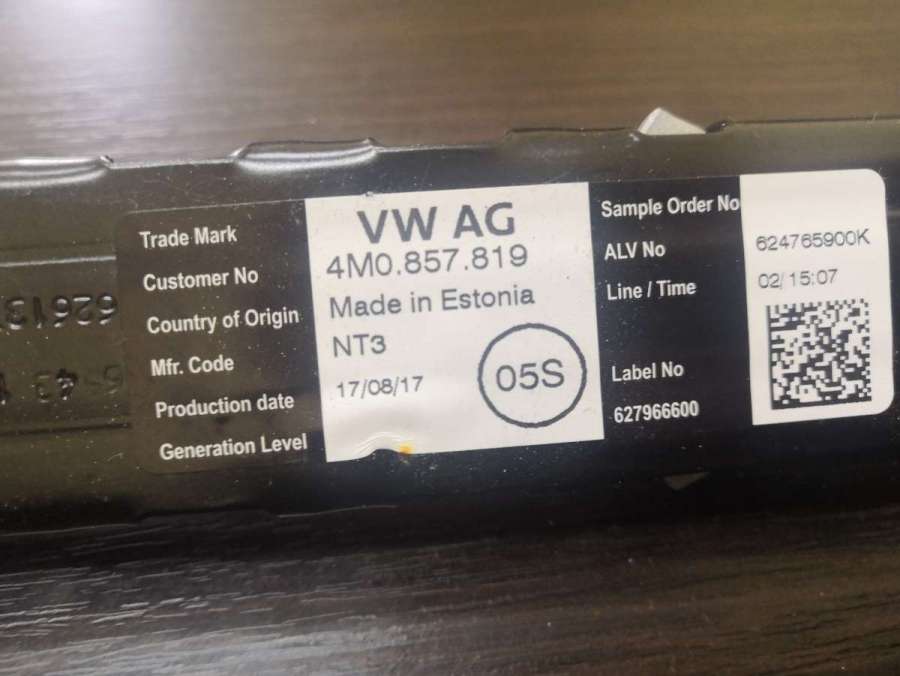 Trade Mark
VW AG
Customer No
4M0.857.819
Country of Origin
Made in Estonia
Mfr. Code
NT3
Production date
17/08/17
Generation Level
05S
Sample Order No
ALV No
624765900K
Line / Time
02/15:07
Label No
627966600